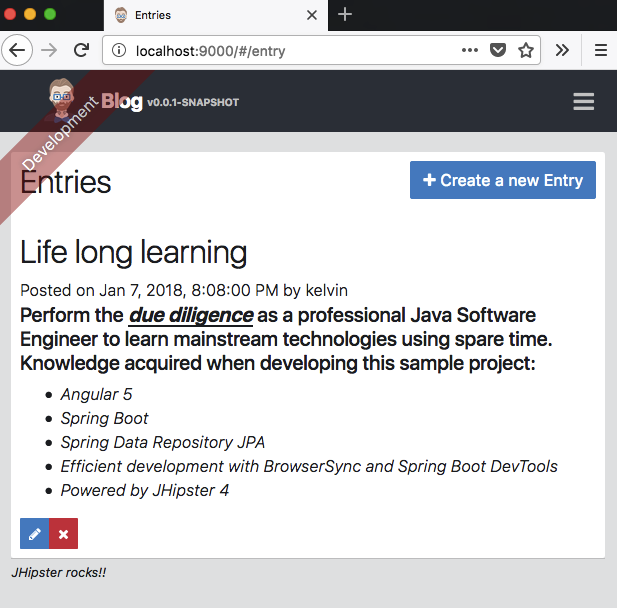 Entries
localhost:9000/#/entry
Blog v0.0.1-SNAPSHOT
Development
Entries
Create a new Entry
Life long learning
Posted on Jan 7, 2018, 8:08:00 PM by kelvin
Perform the due diligence as a professional Java Software
Engineer to learn mainstream technologies using spare time.
Knowledge acquired when developing this sample project:
Angular 5
Spring Boot
Spring Data Repository JPA
Efficient development with BrowserSync and Spring Boot DevTools
Powered by JHipster 4
JHipster rocks!!